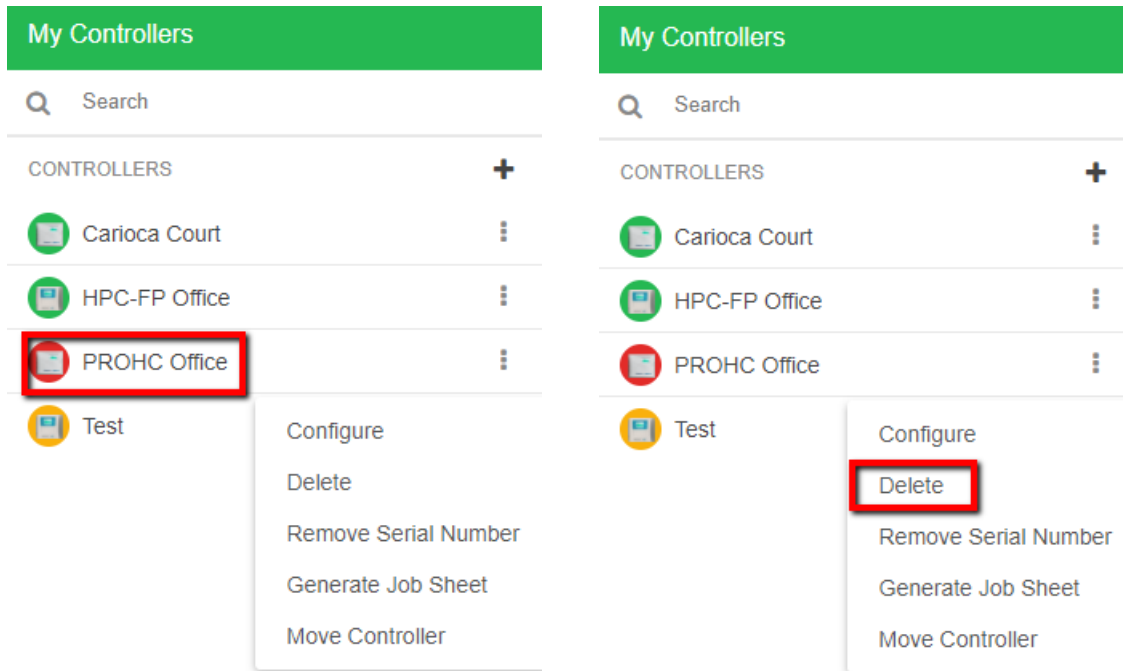 My Controllers
Search
CONTROLLERS
Carioca Court
HPC-FP Office
PROHC Office
Test
Configure
Delete
Remove Serial Number
Generate Job Sheet
Move Controller
My Controllers
Search
CONTROLLERS
Carioca Court
HPC-FP Office
PROHC Office
Test
Configure
Delete
Remove Serial Number
Generate Job Sheet
Move Controller